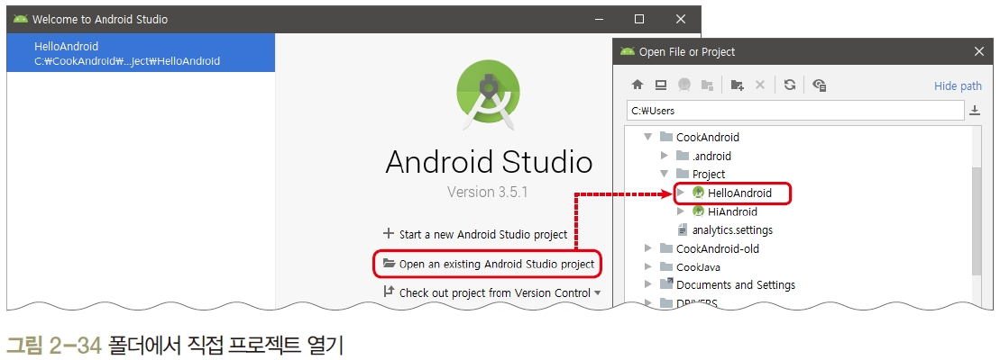 Welcome to Android Studio
HelloAndroid
C:₩CookAndroid₩...ject₩HelloAndroid
Android Studio
Version 3.5.1
Start a new Android Studio project
Open an existing Android Studio project
Check out project from Version Control
Open File or Project
Hide path
C:₩Users
CookAndroid
.android
Project
HelloAndroid
HiAndroid
analytics.settings
CookAndroid-old
CookJava
Documents and Settings
DRIVERS
그림 2-34 폴더에서 직접 프로젝트 열기